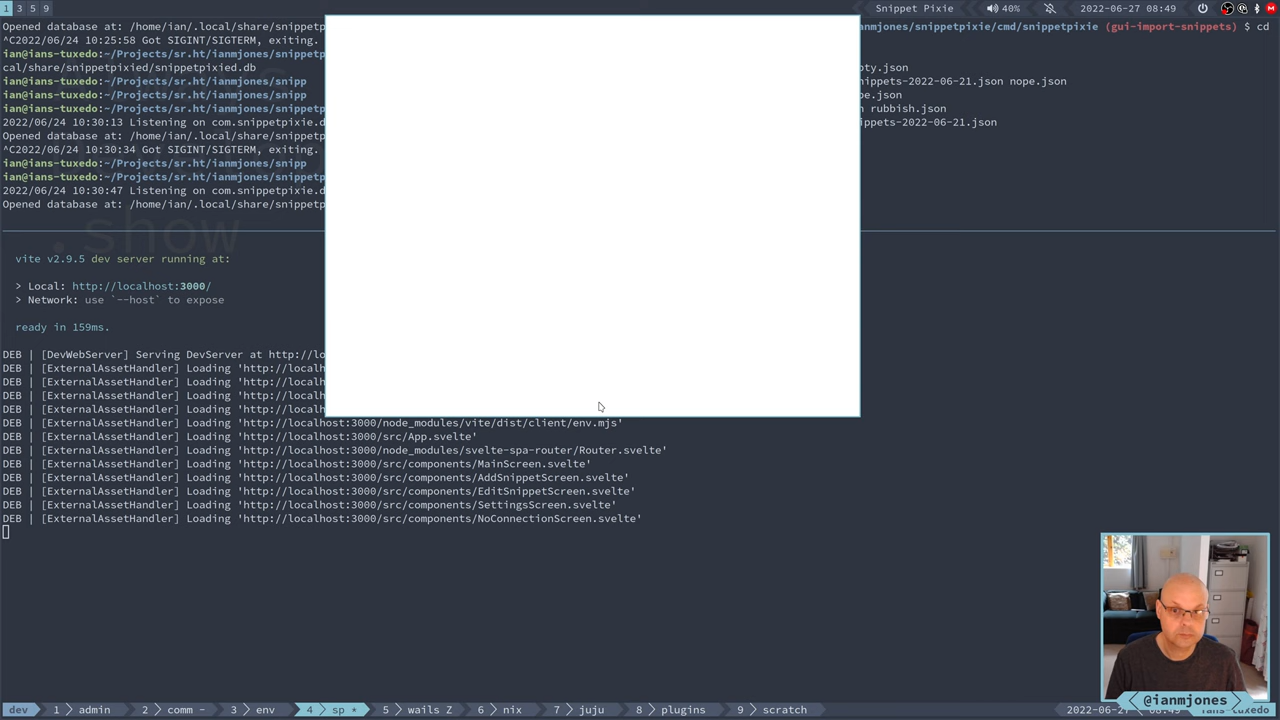 1 3 5 9 Snippet Pixie 40% 2022-06-27 08:49
Opened database at: /home/ian/.local/share/snippetp anmjones/snippetpixie/cmd/snippetpixie (gui-import-snippets) $ cd
^C2022/06/24 10:25:58 Got SIGINT/SIGTERM, exiting.
ian@ians-tuxedo:~/Projects/sr.ht/ianmjones/snippetp
cal/share/snippetpixied/snippetpixied.db pty.json
ian@ians-tuxedo:~/Projects/sr.ht/ianmjones/snipp nippets-2022-06-21.json nope.json
ian@ians-tuxedo:~/Projects/sr.ht/ianmjones/snipp pe.json
ian@ians-tuxedo:~/Projects/sr.ht/ianmjones/snippetp n rubbish.json
2022/06/24 10:30:13 Listening on com.snippetpixie.d ippets-2022-06-21.json
Opened database at: /home/ian/.local/share/snippetp
^C2022/06/24 10:30:34 Got SIGINT/SIGTERM, exiting.
ian@ians-tuxedo:~/Projects/sr.ht/ianmjones/snipp
2022/06/24 10:30:47 Listening on com.snippetpixie.d
Opened database at: /home/ian/.local/share/snippetp
.show
vite v2.9.5 dev server running at:
> Local: http://localhost:3000/
> Network: use `--host` to expose
ready in 159ms.
DEB | [DevWebServer] Serving DevServer at http://lo
DEB | [ExternalAssetHandler] Loading 'http://localh
DEB | [ExternalAssetHandler] Loading 'http://localh
DEB | [ExternalAssetHandler] Loading 'http://localh
DEB | [ExternalAssetHandler] Loading 'http://localh
DEB | [ExternalAssetHandler] Loading 'http://localhost:3000/node_modules/vite/dist/client/env.mjs'
DEB | [ExternalAssetHandler] Loading 'http://localhost:3000/src/App.svelte'
DEB | [ExternalAssetHandler] Loading 'http://localhost:3000/node_modules/svelte-spa-router/Router.svelte'
DEB | [ExternalAssetHandler] Loading 'http://localhost:3000/src/components/MainScreen.svelte'
DEB | [ExternalAssetHandler] Loading 'http://localhost:3000/src/components/AddSnippetScreen.svelte'
DEB | [ExternalAssetHandler] Loading 'http://localhost:3000/src/components/EditSnippetScreen.svelte'
DEB | [ExternalAssetHandler] Loading 'http://localhost:3000/src/components/SettingsScreen.svelte'
DEB | [ExternalAssetHandler] Loading 'http://localhost:3000/src/components/NoConnectionScreen.svelte'
@ianmjones
dev 1 admin 2 comm - 3 env 4 sp * 5 wails Z 6 nix 7 juju 8 plugins 9 scratch 2022-06-27